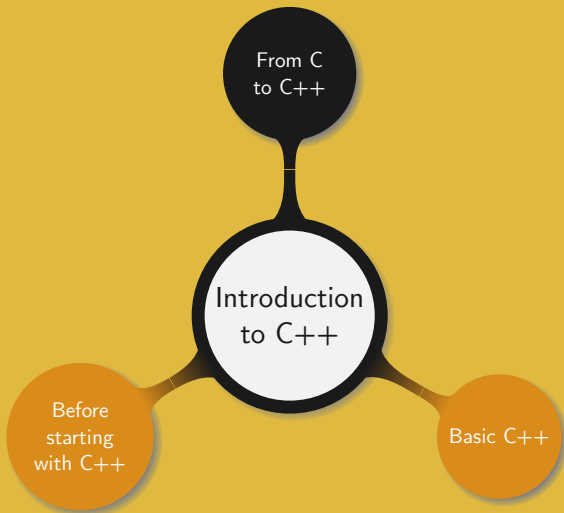 From C
to C++
Introduction
to C++
Before
starting
with C++
Basic C++